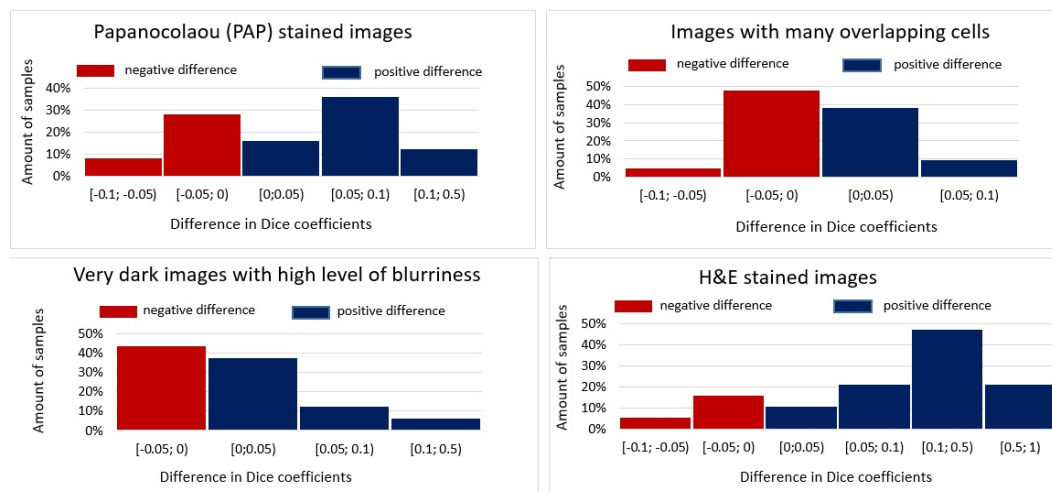 Papanocolaou (PAP) stained images
negative difference
positive difference
Amount of samples
40%
30%
20%
10%
0%
[-0.1; -0.05)
[-0.05; 0)
[0;0.05)
[0.05; 0.1)
[0.1; 0.5)
Difference in Dice coefficients
Images with many overlapping cells
negative difference
positive difference
Amount of samples
50%
40%
30%
20%
10%
0%
[-0.1; -0.05)
[-0.05; 0)
[0;0.05)
[0.05; 0.1)
Difference in Dice coefficients
Very dark images with high level of blurriness
negative difference
positive difference
Amount of samples
50%
40%
30%
20%
10%
0%
[-0.05; 0)
[0;0.05)
[0.05; 0.1)
[0.1; 0.5)
Difference in Dice coefficients
H&E stained images
negative difference
positive difference
Amount of samples
50%
40%
30%
20%
10%
0%
[-0.1; -0.05)
[-0.05; 0)
[0;0.05)
[0.05; 0.1)
[0.1; 0.5)
[0.5; 1)
Difference in Dice coefficients